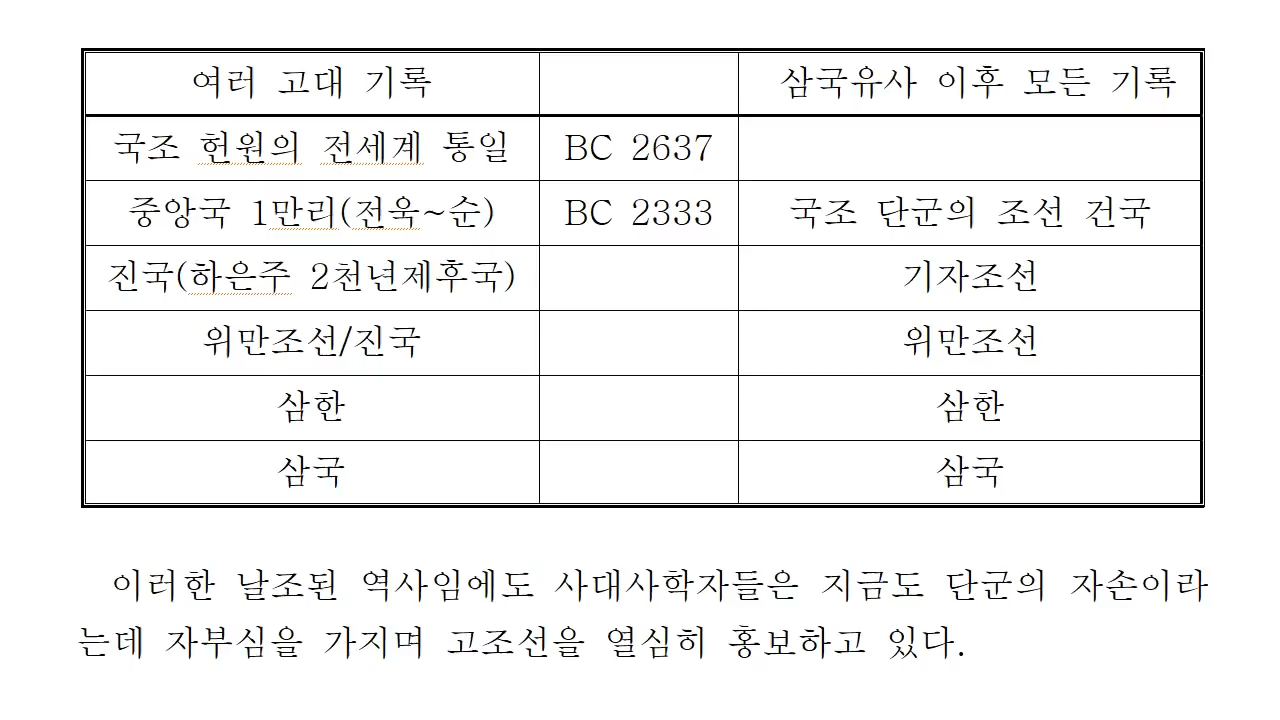 여러 고대 기록 삼국유사 이후 모든 기록
국조 헌원의 전세계 통일 BC 2637
중앙국 1만리(전욱~순) BC 2333 국조 단군의 조선 건국
진국(하은주 2천년제후국) 기자조선
위만조선/진국 위만조선
삼한 삼한
삼국 삼국
이러한 날조된 역사임에도 사대사학자들은 지금도 단군의 자손이라
는데 자부심을 가지며 고조선을 열심히 홍보하고 있다.